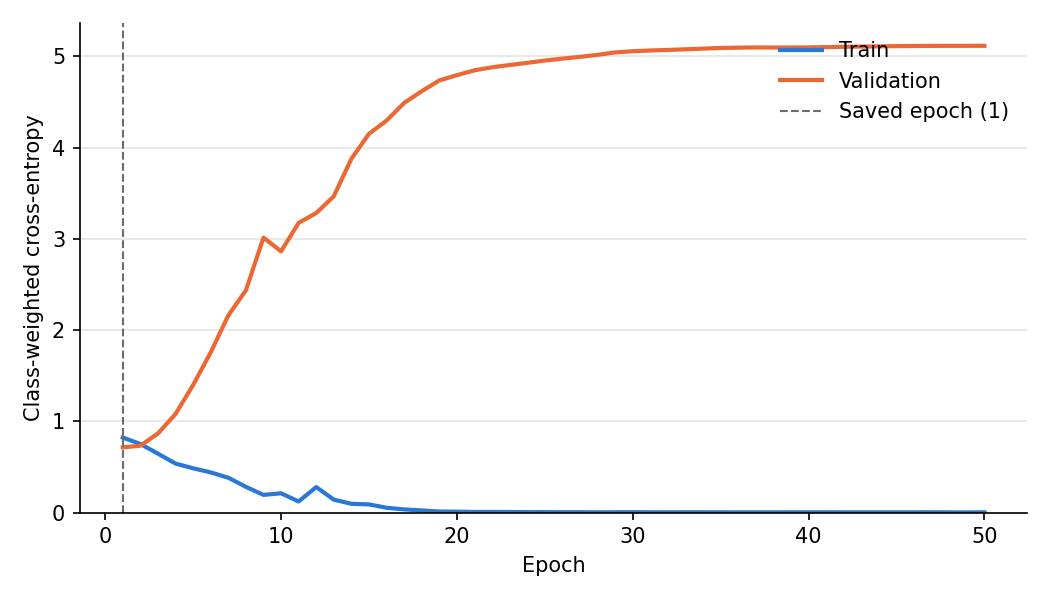 5
4
3
2
1
0
Class-weighted cross-entropy
Train
Validation
Saved epoch (1)
0 10 20 30 40 50
Epoch